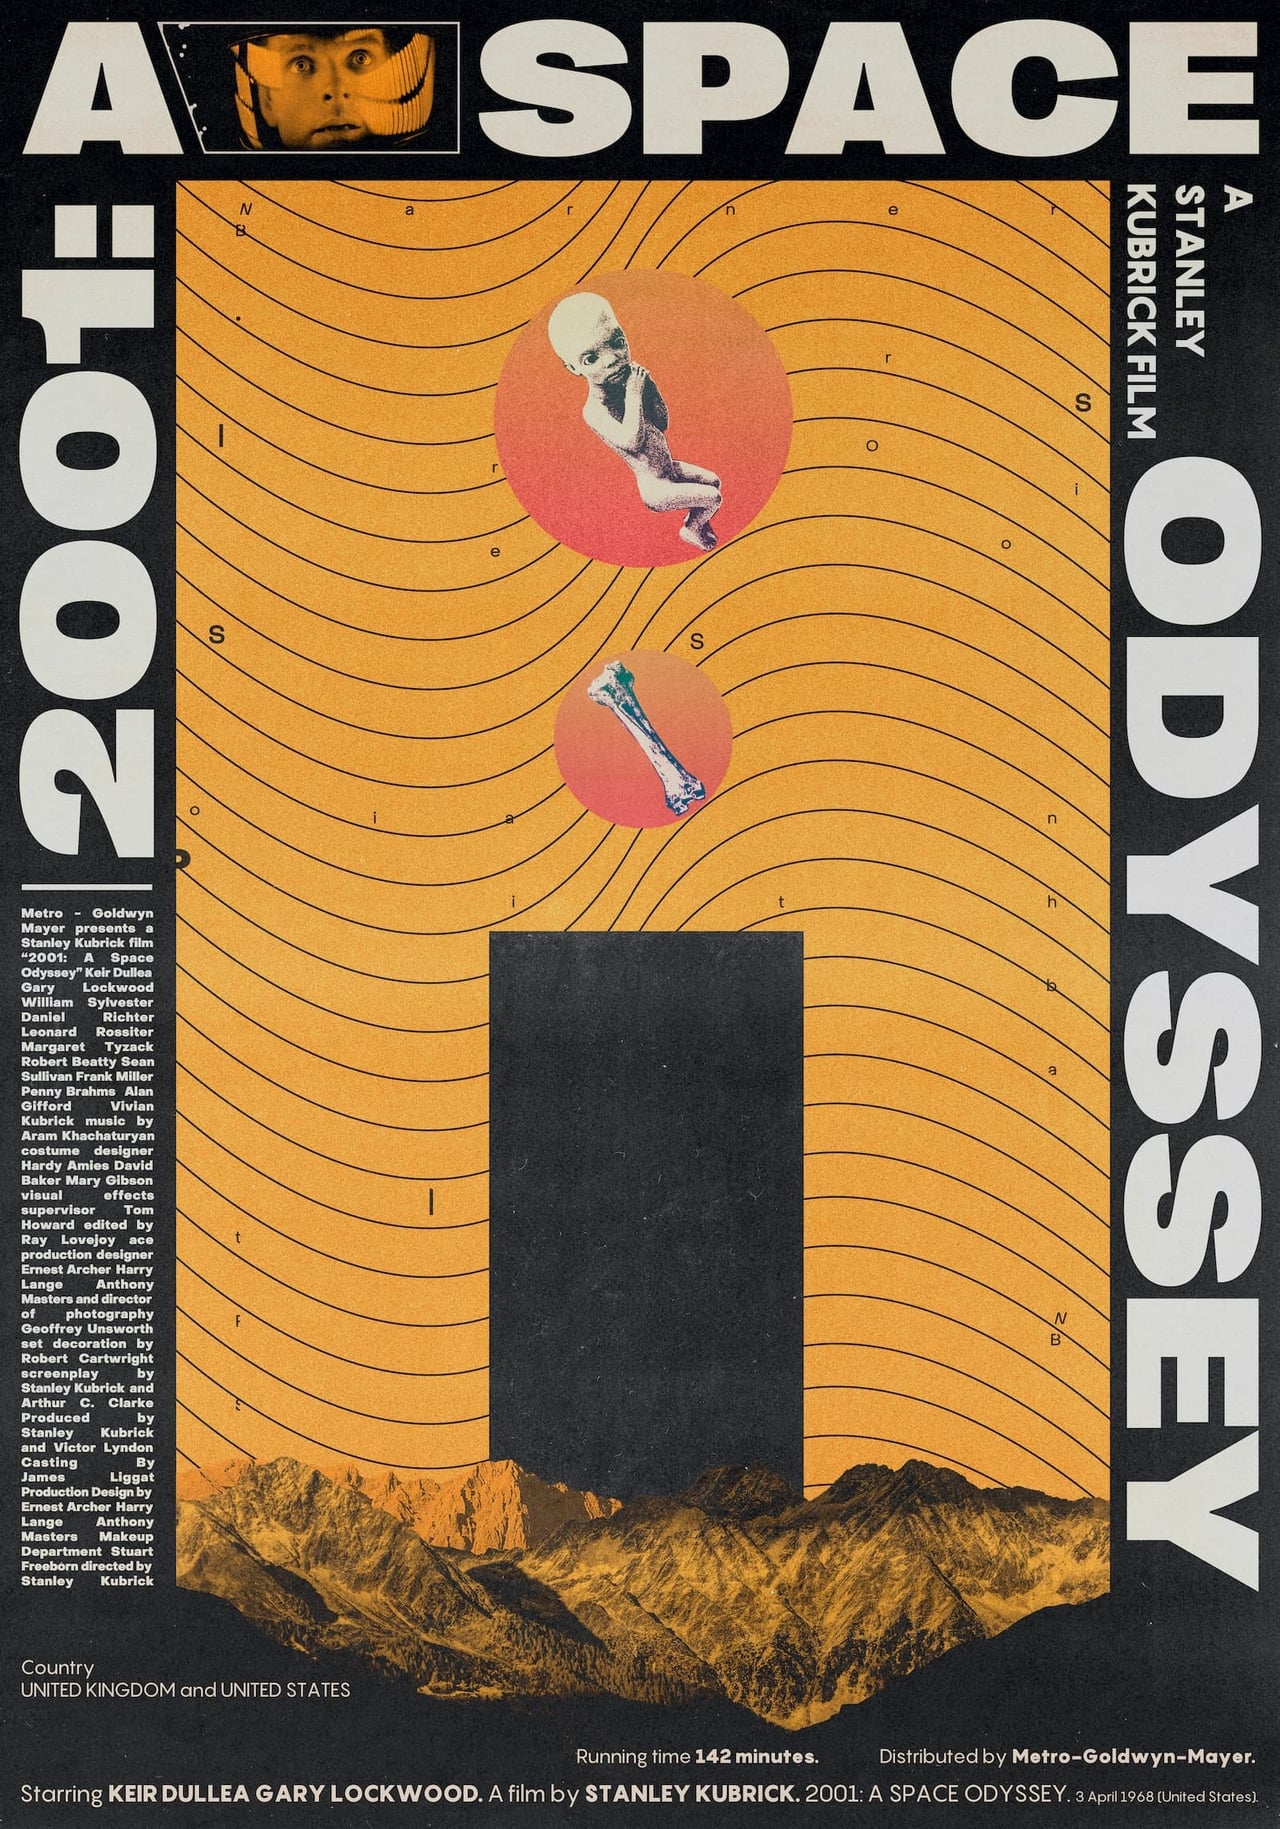 A SPACE
2001:
ODYSSEY
A
STANLEY
KUBRICK FILM
N a r n e r
B
.
r
S
I
O
r
i
e
o
S
S
o i a n
P
i t h
b
a
I
t
N
B
Metro - Goldwyn
Mayer presents a
Stanley Kubrick film
“2001: A Space
Odyssey” Keir Dullea
Gary Lockwood
William Sylvester
Daniel Richter
Leonard Rossiter
Margaret Tyzack
Robert Beatty Sean
Sullivan Frank Miller
Penny Brahms Alan
Gifford Vivian
Kubrick music by
Aram Khachaturyan
costume designer
Hardy Amies David
Baker Mary Gibson
visual effects
supervisor Tom
Howard edited by
Ray Lovejoy ace
production designer
Ernest Archer Harry
Lange Anthony
Masters and director
of photography
Geoffrey Unsworth
set decoration by
Robert Cartwright
screenplay by
Stanley Kubrick and
Arthur C. Clarke
Produced by
Stanley Kubrick
and Victor Lyndon
Casting By
James Liggat
Production Design by
Ernest Archer Harry
Lange Anthony
Masters Makeup
Department Stuart
Freeborn directed by
Stanley Kubrick
Country
UNITED KINGDOM and UNITED STATES
Running time 142 minutes. Distributed by Metro-Goldwyn-Mayer.
Starring KEIR DULLEA GARY LOCKWOOD. A film by STANLEY KUBRICK. 2001: A SPACE ODYSSEY. 3 April 1968 (United States).